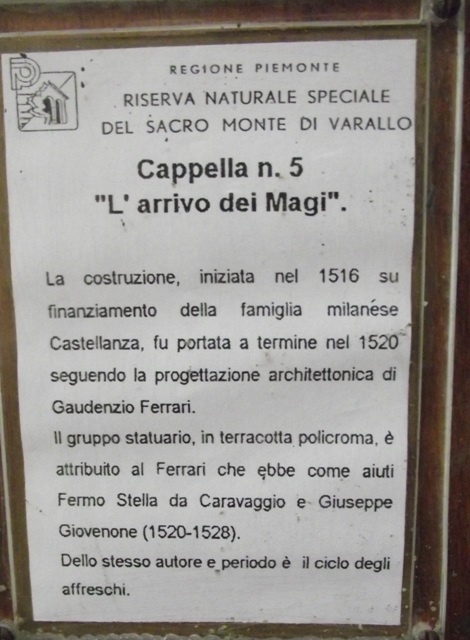 REGIONE PIEMONTE
RISERVA NATURALE SPECIALE
DEL SACRO MONTE DI VARALLO
Cappella n. 5
"L' arrivo dei Magi".
La costruzione, iniziata nel 1516 su
finanziamento della famiglia milanese
Castellanza, fu portata a termine nel 1520
seguendo la progettazione architettonica di
Gaudenzio Ferrari.
Il gruppo statuario, in terracotta policroma, è
attribuito al Ferrari che ebbe come aiuti
Fermo Stella da Caravaggio e Giuseppe
Giovenone (1520-1528).
Dello stesso autore e periodo è il ciclo degli
affreschi.